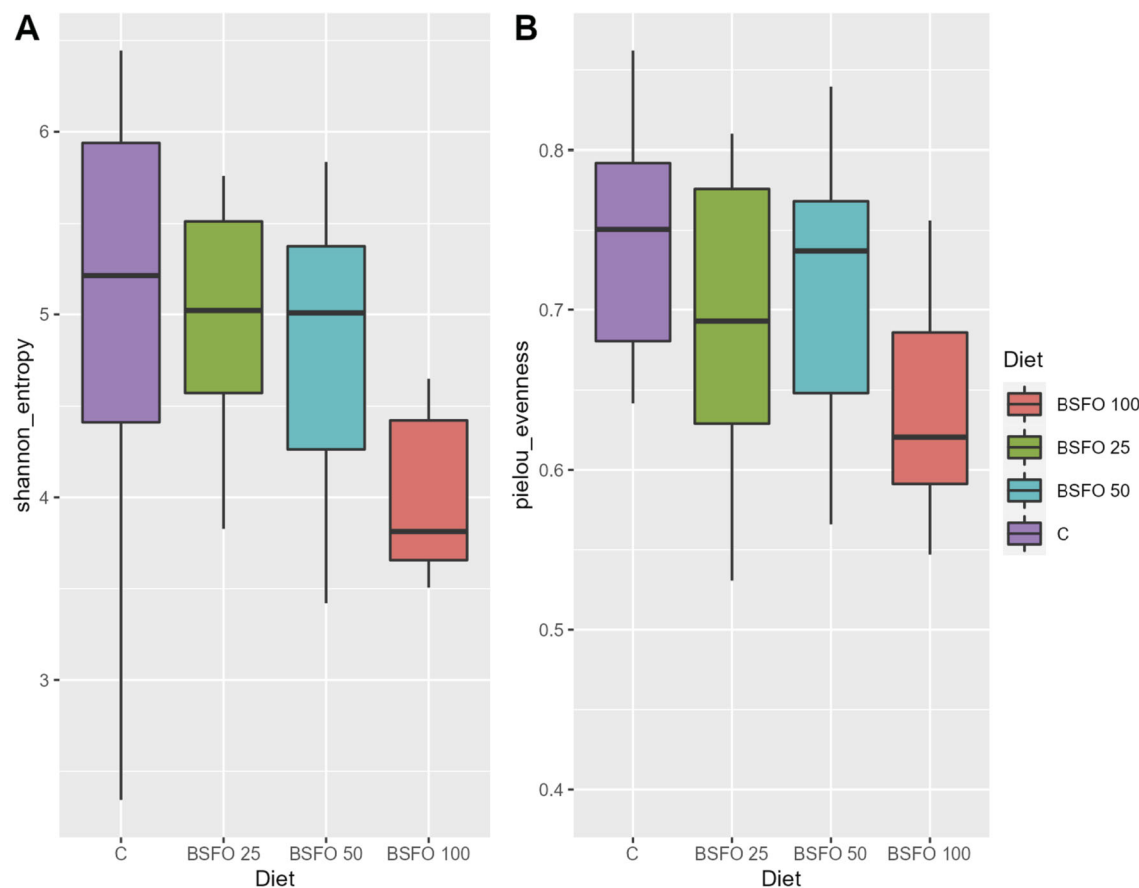 A
shannon_entropy
6
5
4
3
C
BSFO 25
BSFO 50
BSFO 100
Diet
B
pielou_evenness
0.8
0.7
0.6
0.5
0.4
C
BSFO 25
BSFO 50
BSFO 100
Diet
Diet
BSFO 100
BSFO 25
BSFO 50
C